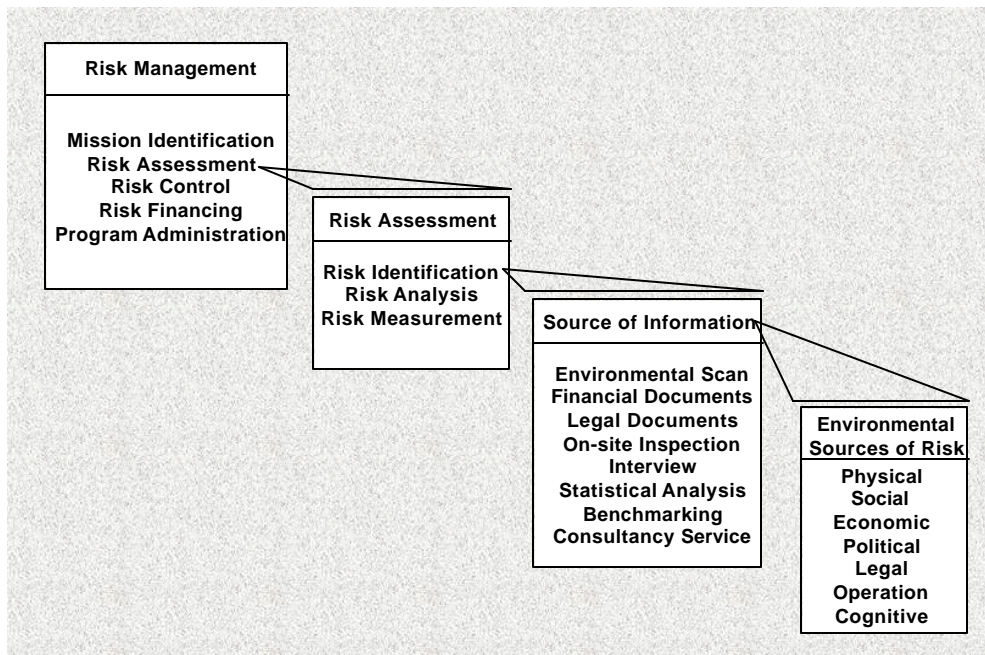 Risk Management
Mission Identification
Risk Assessment
Risk Control
Risk Financing
Program Administration
Risk Assessment
Risk Identification
Risk Analysis
Risk Measurement
Source of Information
Environmental Scan
Financial Documents
Legal Documents
On-site Inspection
Interview
Statistical Analysis
Benchmarking
Consultancy Service
Environmental
Sources of Risk
Physical
Social
Economic
Political
Legal
Operation
Cognitive